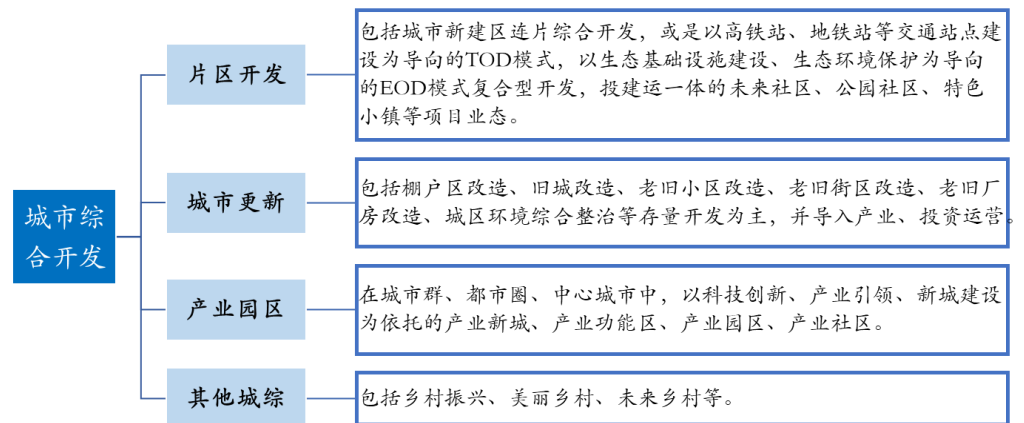 城市综
合开发
片区开发
包括城市新建区连片综合开发，或是以高铁站、地铁站等交通站点建
设为导向的TOD模式，以生态基础设施建设、生态环境保护为导向
的EOD模式复合型开发，投建运一体的未来社区、公园社区、特色
小镇等项目业态。
城市更新
包括棚户区改造、旧城改造、老旧小区改造、老旧街区改造、老旧厂
房改造、城区环境综合整治等存量开发为主，并导入产业、投资运营。
产业园区
在城市群、都市圈、中心城市中，以科技创新、产业引领、新城建设
为依托的产业新城、产业功能区、产业园区、产业社区。
其他城综
包括乡村振兴、美丽乡村、未来乡村等。